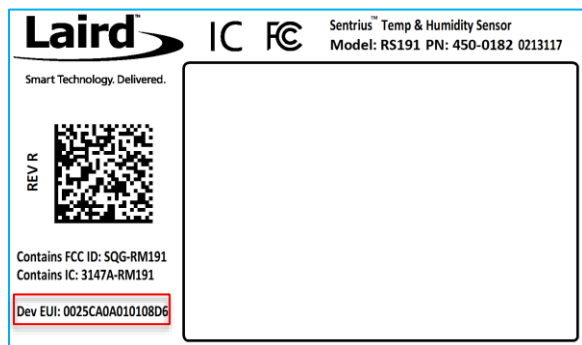 Laird™
Smart Technology. Delivered.
IC FC
Sentrius™ Temp & Humidity Sensor
Model: RS191 PN: 450-0182 0213117
REV R
Contains FCC ID: SQG-RM191
Contains IC: 3147A-RM191
Dev EUI: 0025CA0A010108D6